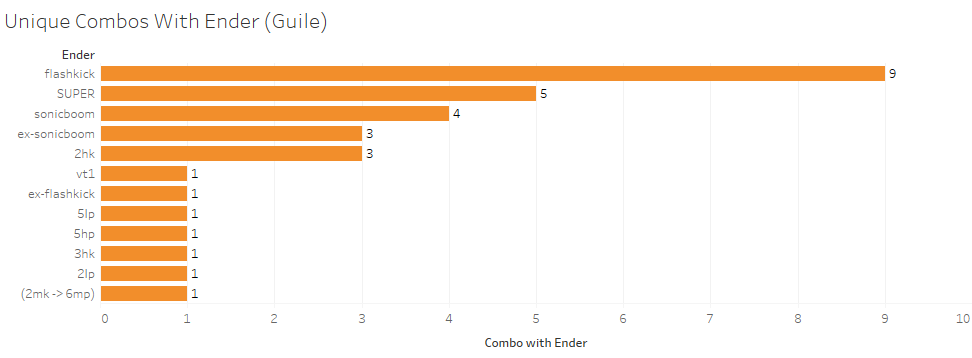 Unique Combos With Ender (Guile)
Ender
flashkick 9
SUPER 5
sonicboom 4
ex-sonicboom 3
2hk 3
vt1 1
ex-flashkick 1
5lp 1
5hp 1
3hk 1
2lp 1
(2mk -> 6mp) 1
0 1 2 3 4 5 6 7 8 9 10
Combo with Ender